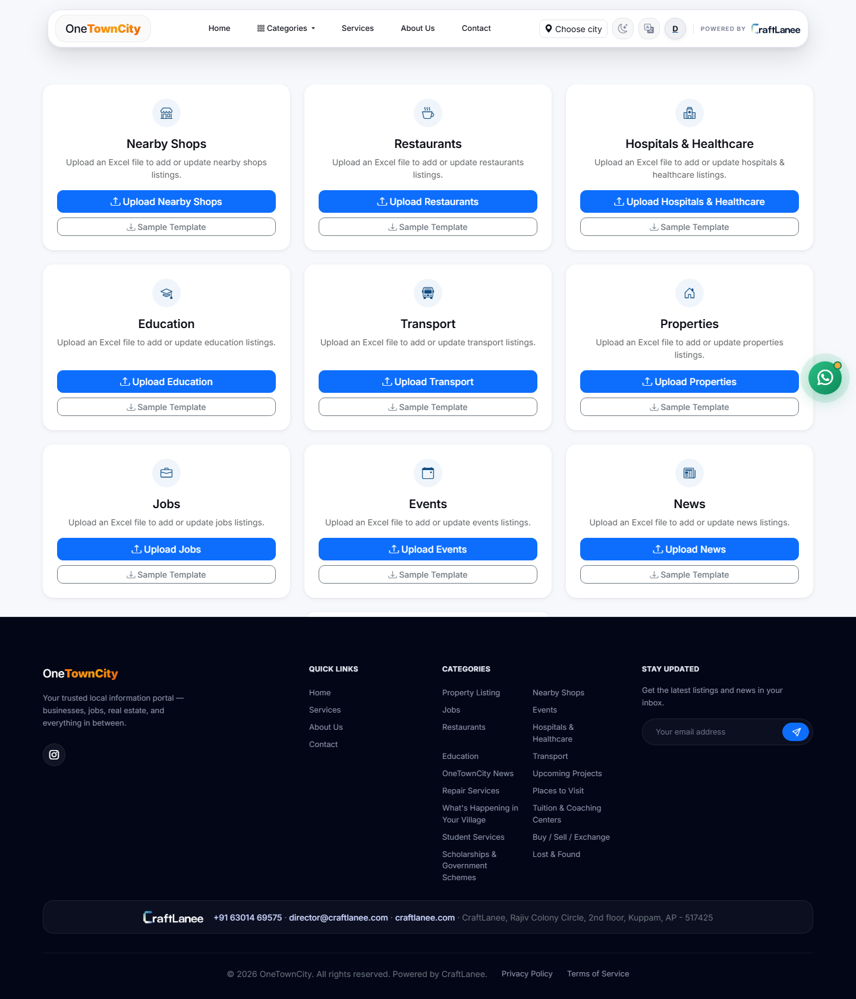 OneTownCity
Home
Categories
Services
About Us
Contact
Choose city
D
POWERED BY
CraftLanee
Nearby Shops
Upload an Excel file to add or update nearby shops
listings.
Upload Nearby Shops
Sample Template
Restaurants
Upload an Excel file to add or update restaurants
listings.
Upload Restaurants
Sample Template
Hospitals & Healthcare
Upload an Excel file to add or update hospitals &
healthcare listings.
Upload Hospitals & Healthcare
Sample Template
Education
Upload an Excel file to add or update education listings.
Upload Education
Sample Template
Transport
Upload an Excel file to add or update transport listings.
Upload Transport
Sample Template
Properties
Upload an Excel file to add or update properties
listings.
Upload Properties
Sample Template
Jobs
Upload an Excel file to add or update jobs listings.
Upload Jobs
Sample Template
Events
Upload an Excel file to add or update events listings.
Upload Events
Sample Template
News
Upload an Excel file to add or update news listings.
Upload News
Sample Template
OneTownCity
Your trusted local information portal —
businesses, jobs, real estate, and
everything in between.
QUICK LINKS
Home
Services
About Us
Contact
CATEGORIES
Property Listing
Nearby Shops
Jobs
Events
Restaurants
Hospitals &
Healthcare
Education
Transport
OneTownCity News
Upcoming Projects
Repair Services
Places to Visit
What's Happening in
Your Village
Tuition & Coaching
Centers
Student Services
Buy / Sell / Exchange
Scholarships &
Government
Schemes
Lost & Found
STAY UPDATED
Get the latest listings and news in your
inbox.
Your email address
CraftLanee +91 63014 69575 · director@craftlanee.com · craftlanee.com · CraftLanee, Rajiv Colony Circle, 2nd floor, Kuppam, AP - 517425
© 2026 OneTownCity. All rights reserved. Powered by CraftLanee. Privacy Policy Terms of Service